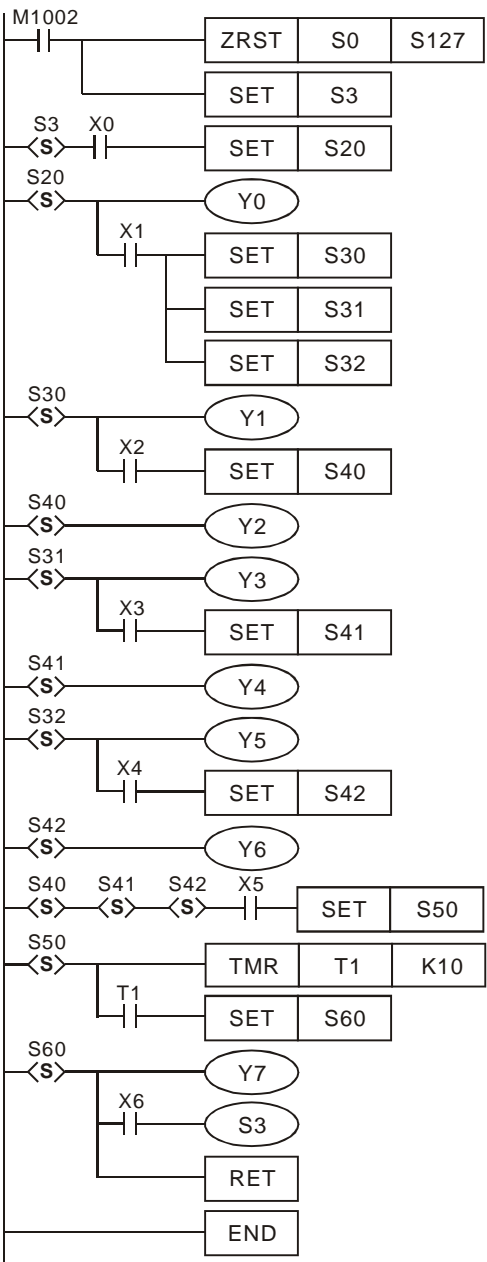 M1002
ZRST S0 S127
SET S3
S3 X0
S SET S20
S20
S Y0
X1
SET S30
SET S31
SET S32
S30
S Y1
X2
SET S40
S40
S Y2
S31
S Y3
X3
SET S41
S41
S Y4
S32
S Y5
X4
SET S42
S42
S Y6
S40 S41 S42 X5
S S S SET S50
S50
S TMR T1 K10
T1
SET S60
S60
S Y7
X6
S3
RET
END